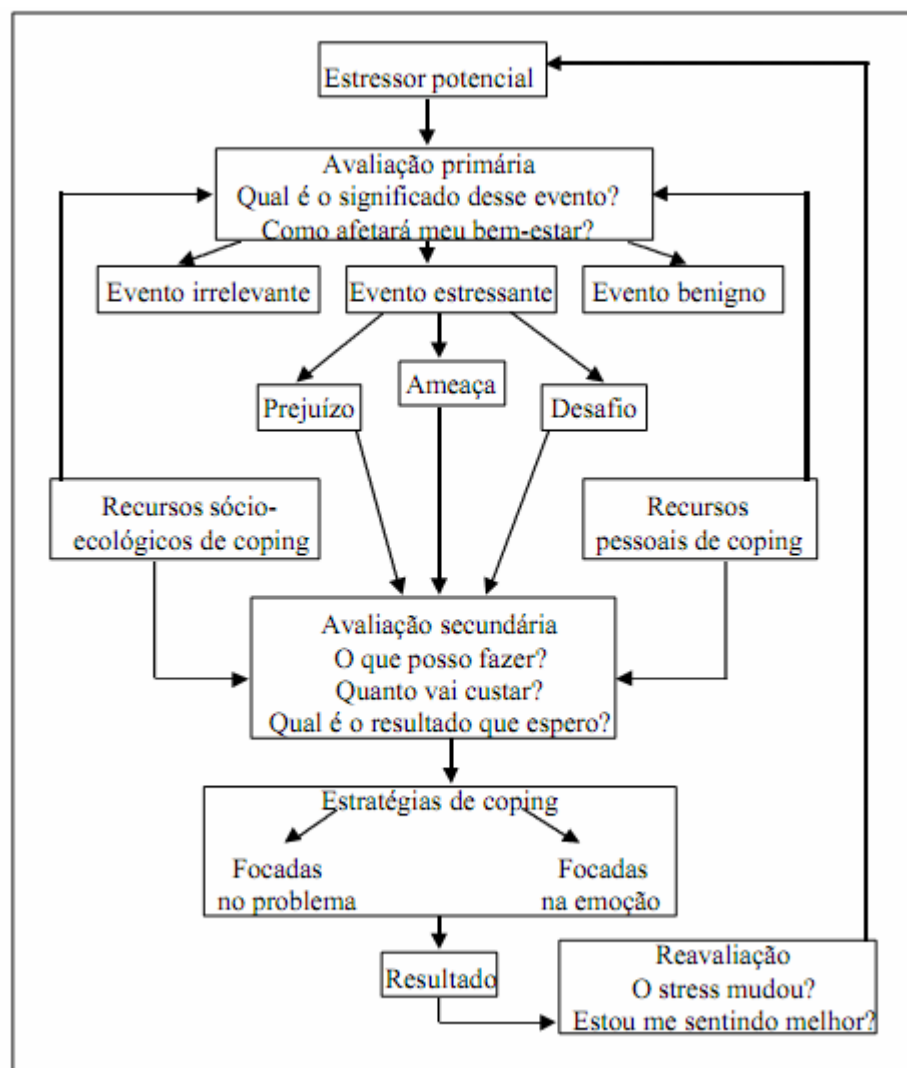 Estressor potencial
Avaliação primária
Qual é o significado desse evento?
Como afetará meu bem-estar?
Evento irrelevante
Evento estressante
Evento benigno
Prejuízo
Ameaça
Desafio
Recursos sócio-
ecológicos de coping
Recursos
pessoais de coping
Avaliação secundária
O que posso fazer?
Quanto vai custar?
Qual é o resultado que espero?
Estratégias de coping
Focadas
no problema
Focadas
na emoção
Resultado
Reavaliação
O stress mudou?
Estou me sentindo melhor?